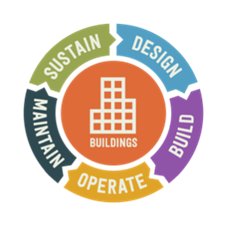 SUSTAIN
DESIGN
BUILD
OPERATE
MAINTAIN
BUILDINGS